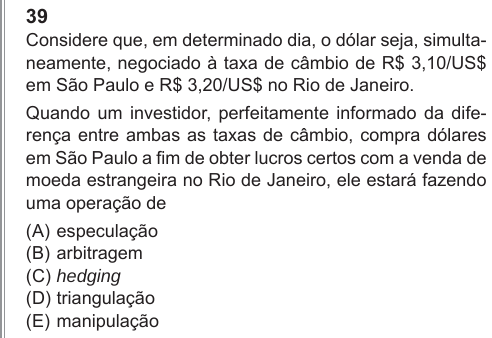 39
Considere que, em determinado dia, o dólar seja, simulta-
neamente, negociado à taxa de câmbio de R$ 3,10/US$
em São Paulo e R$ 3,20/US$ no Rio de Janeiro.
Quando um investidor, perfeitamente informado da dife-
rença entre ambas as taxas de câmbio, compra dólares
em São Paulo a fim de obter lucros certos com a venda de
moeda estrangeira no Rio de Janeiro, ele estará fazendo
uma operação de
(A) especulação
(B) arbitragem
(C) hedging
(D) triangulação
(E) manipulação